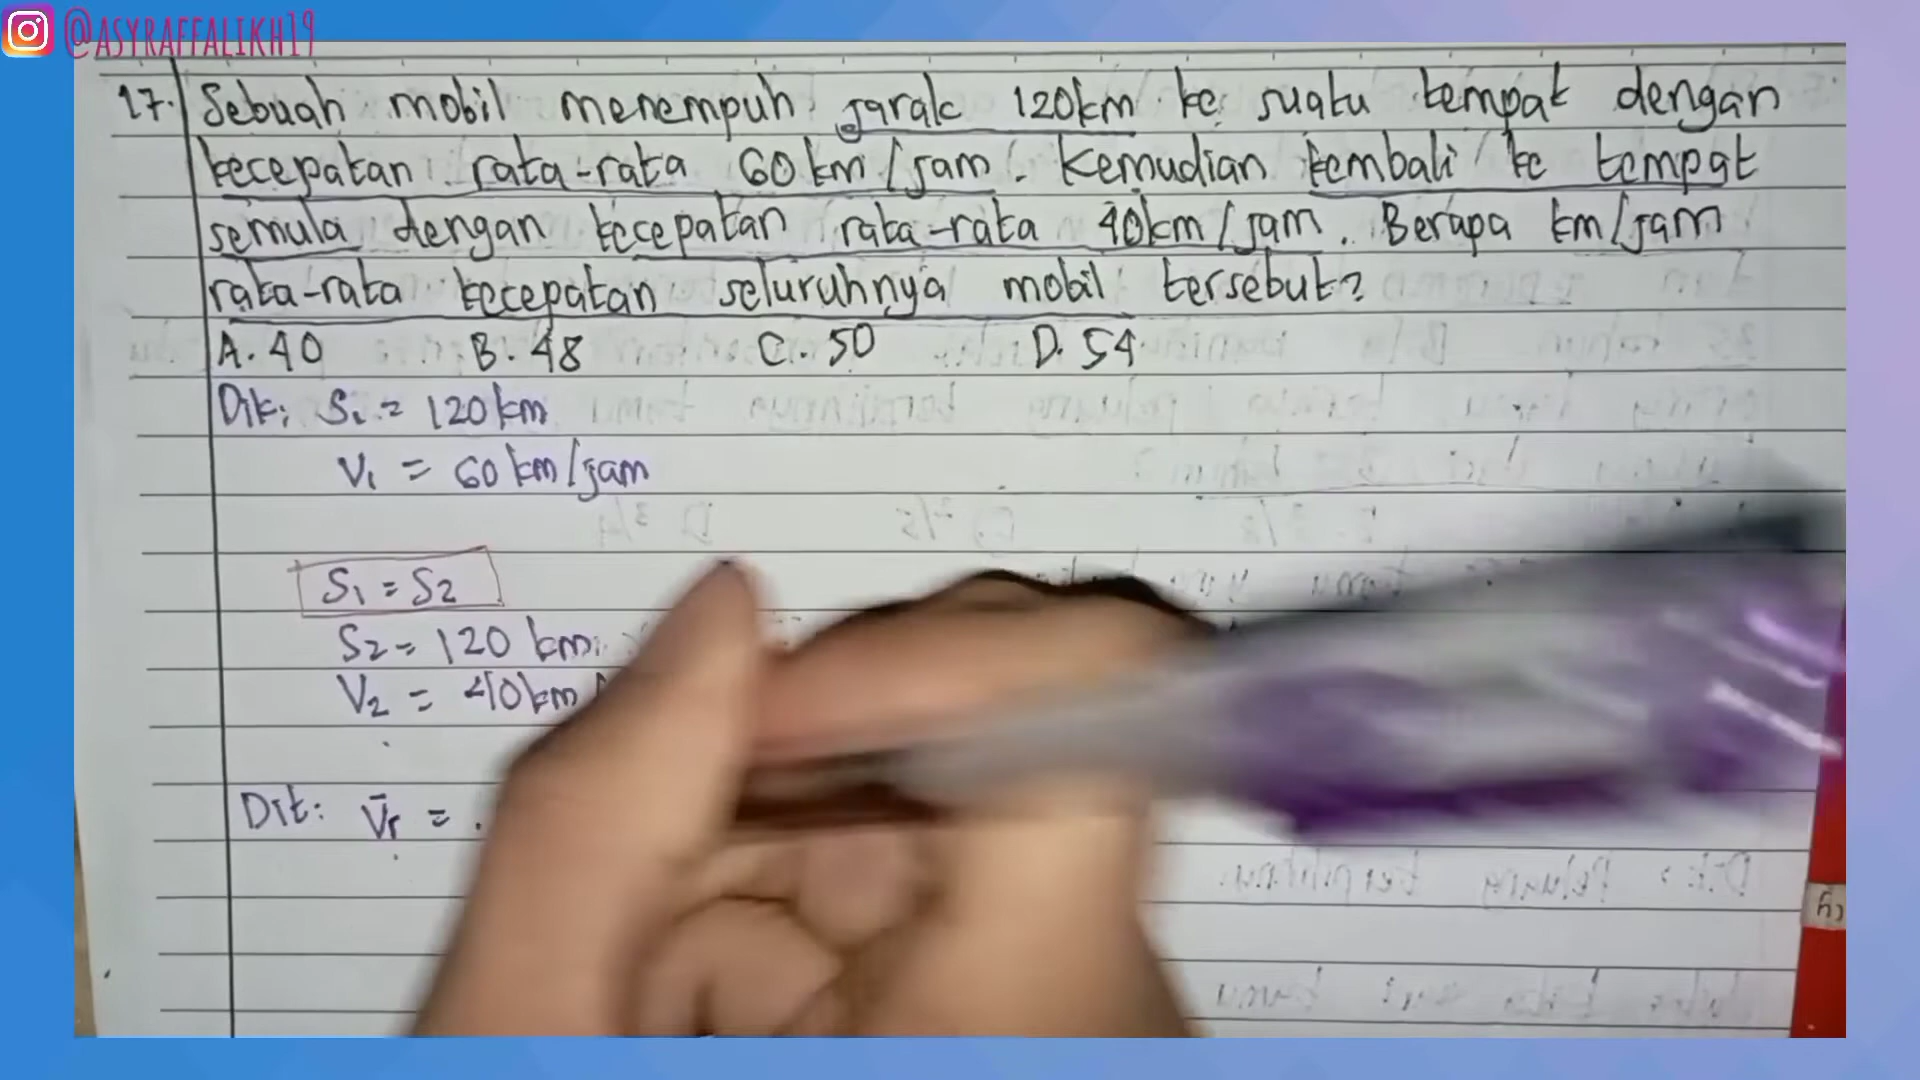 @ASYRAFFALIKH19
17. Sebuah mobil menempuh jarak 120km ke suatu tempat dengan
kecepatan rata-rata 60 km/jam. Kemudian kembali ke tempat
semula dengan kecepatan rata-rata 40km/jam. Berapa km/jam
rata-rata kecepatan seluruhnya mobil tersebut?
A. 40 B. 48 C. 50 D. 54
Dik: S₁ = 120 km
V₁ = 60 km/jam
S₁ = S₂
S₂ = 120 km
V₂ = 40km
Dit: V̄r = .